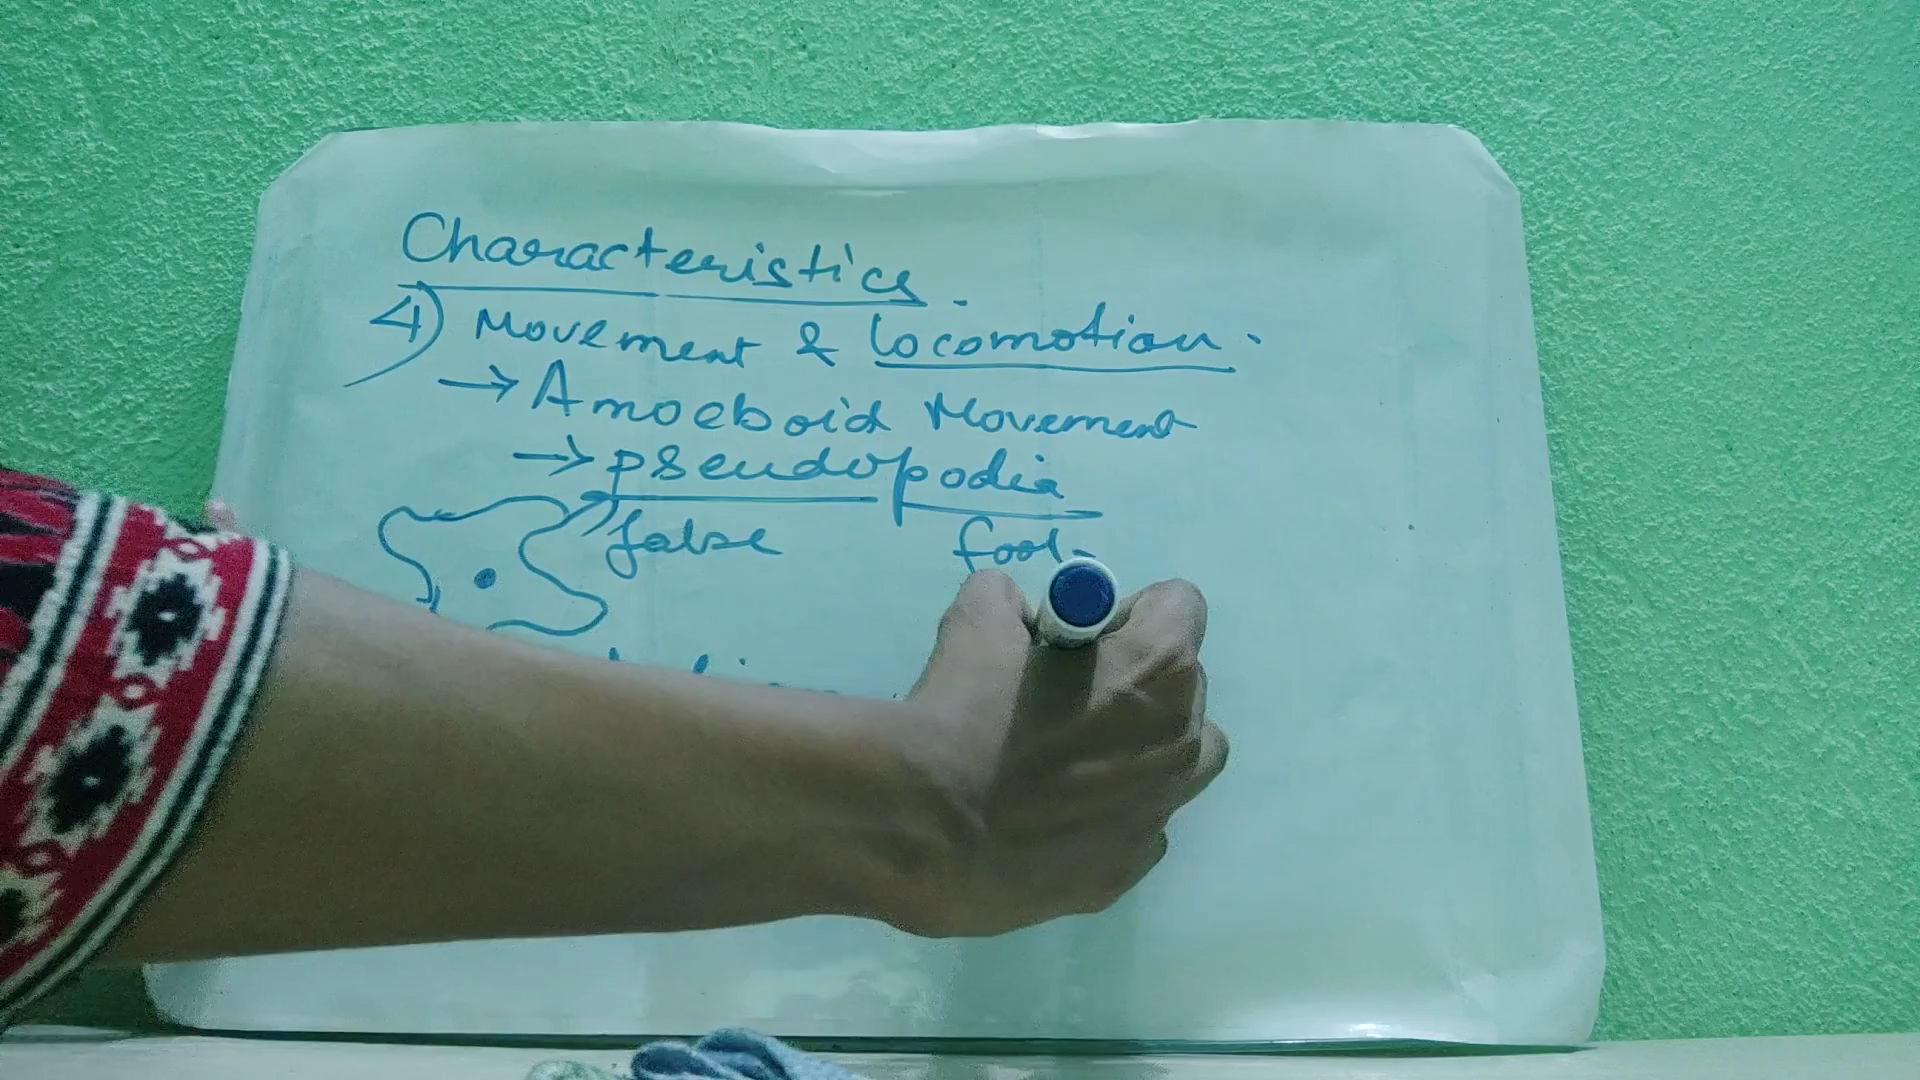 Characteristics.
4) Movement & locomotion.
→ Amoeboid Movement
→ pseudopodia
false foot